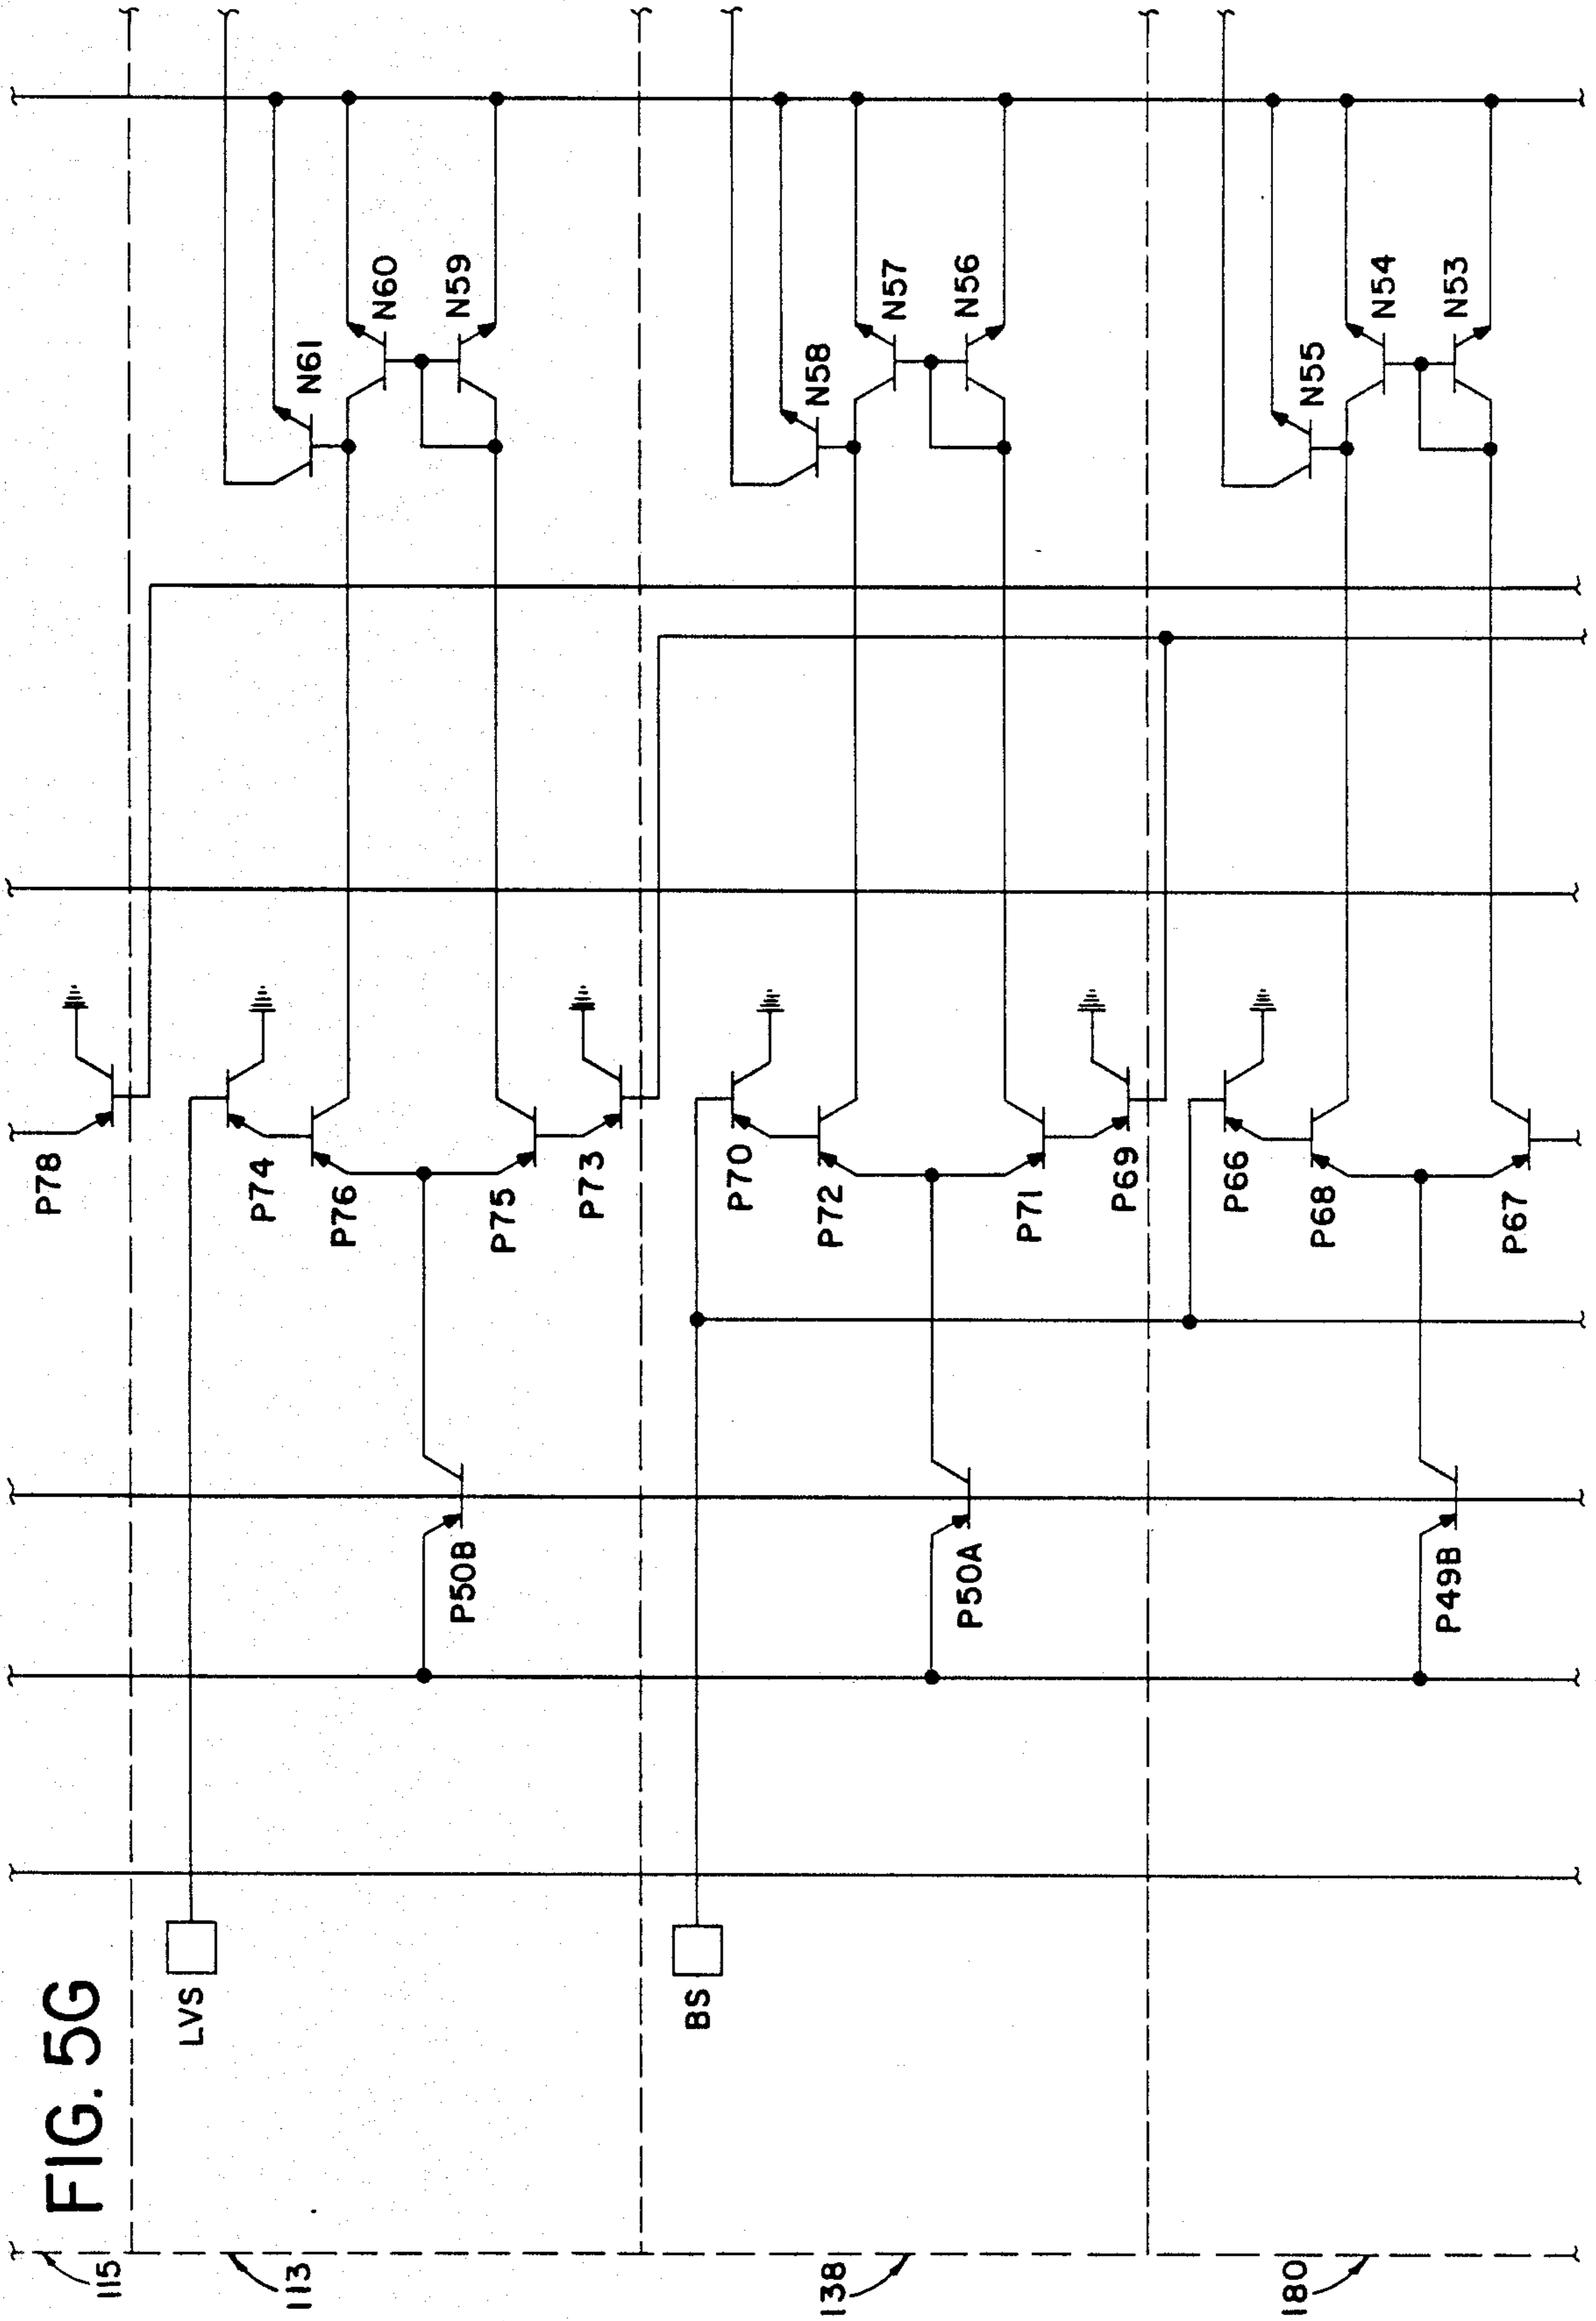 FIG. 5G
115
113
138
180
LVS
BS
P78
P74
P76
P75
P73
P70
P72
P71
P69
P66
P68
P67
P50B
P50A
P49B
N61
N60
N59
N58
N57
N56
N55
N54
N53